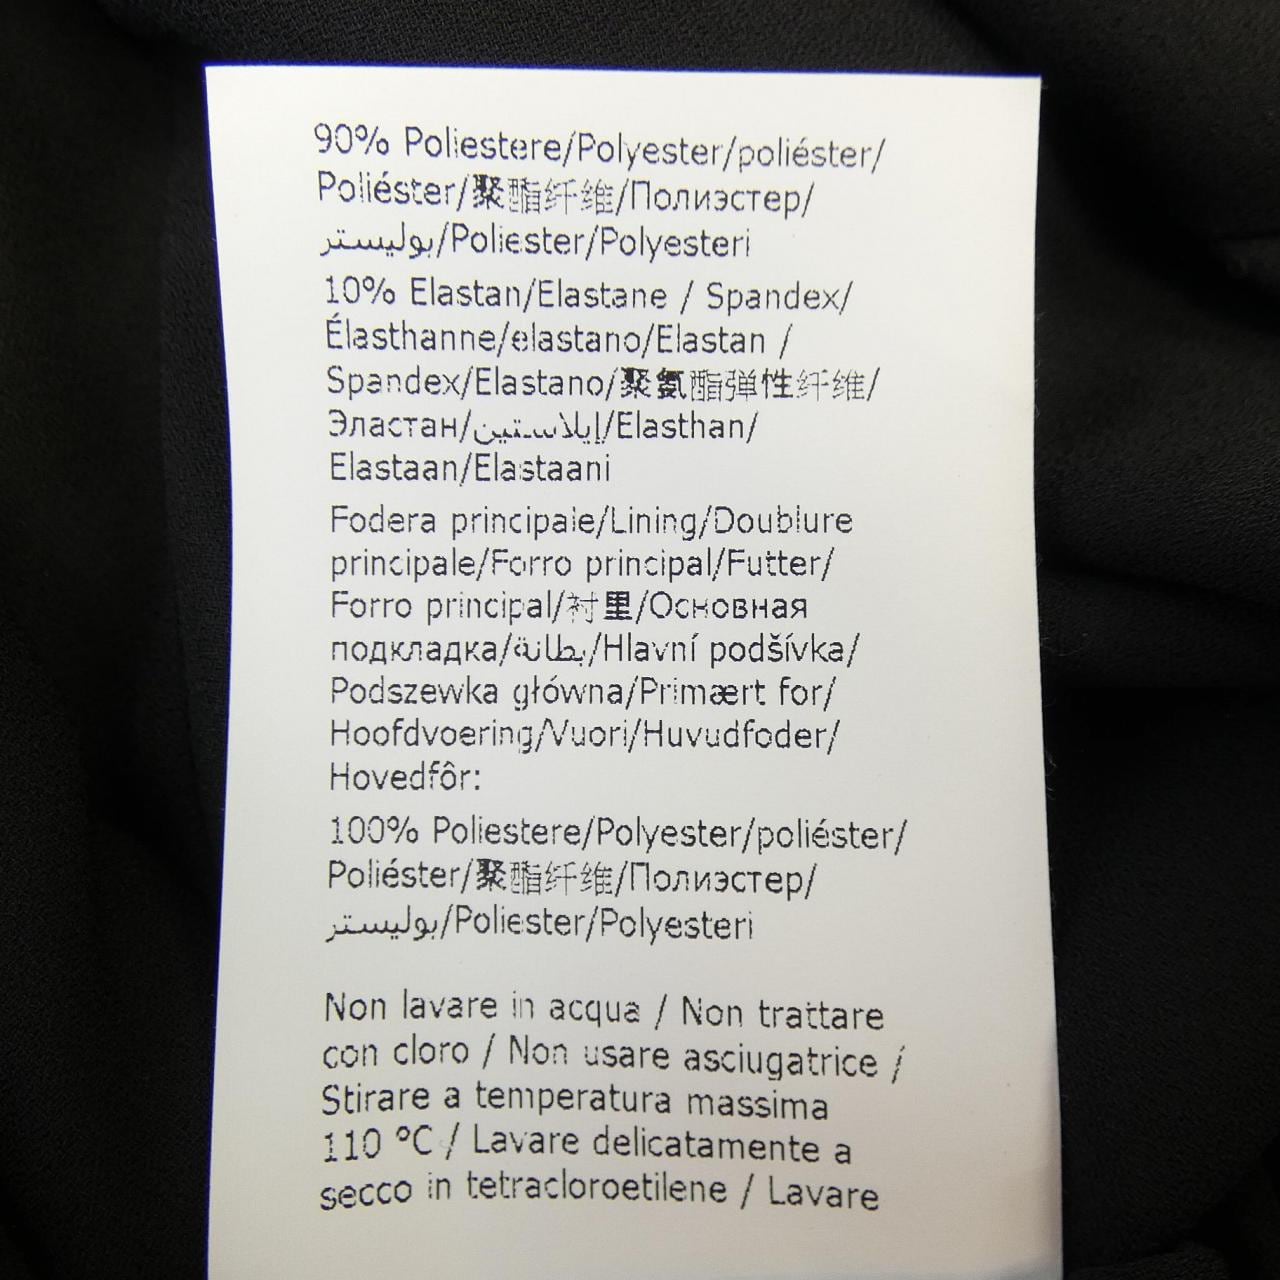 90% Poliestere/Polyester/poliéster/
Poliéster/聚酯纤维/Полиэстер/
بوليستر/Poliester/Polyesteri
10% Elastan/Elastane / Spandex/
Élasthanne/elastano/Elastan /
Spandex/Elastano/聚氨酯弹性纤维/
Эластан/إيلاستين/Elasthan/
Elastaan/Elastaani
Fodera principale/Lining/Doublure
principale/Forro principal/Futter/
Forro principal/衬里/Основная
подкладка/بطانة/Hlavní podšívka/
Podszewka główna/Primært for/
Hoofdvoering/Vuori/Huvudfoder/
Hovedfôr:
100% Poliestere/Polyester/poliéster/
Poliéster/聚酯纤维/Полиэстер/
بوليستر/Poliester/Polyesteri
Non lavare in acqua / Non trattare
con cloro / Non usare asciugatrice /
Stirare a temperatura massima
110 °C / Lavare delicatamente a
secco in tetracloroetilene / Lavare